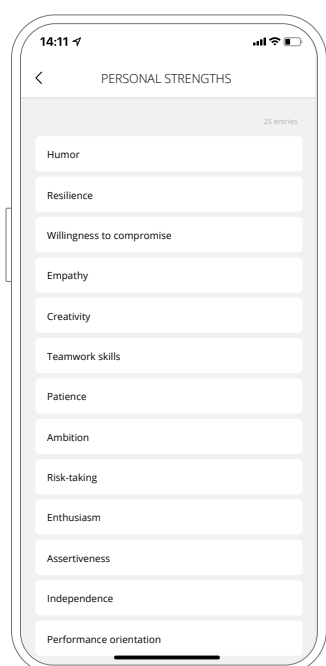 14:11
PERSONAL STRENGTHS
25 entries
Humor
Resilience
Willingness to compromise
Empathy
Creativity
Teamwork skills
Patience
Ambition
Risk-taking
Enthusiasm
Assertiveness
Independence
Performance orientation